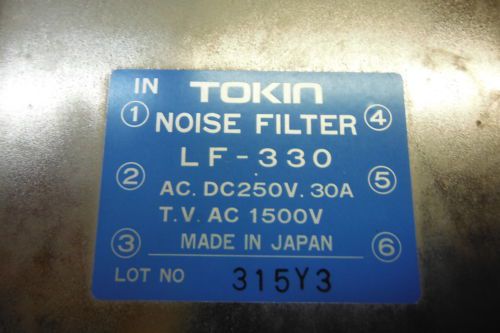 IN TOKIN
① NOISE FILTER ④
LF-330
② AC. DC250V. 30A ⑤
T.V. AC 1500V
③ MADE IN JAPAN ⑥
LOT NO 315Y3